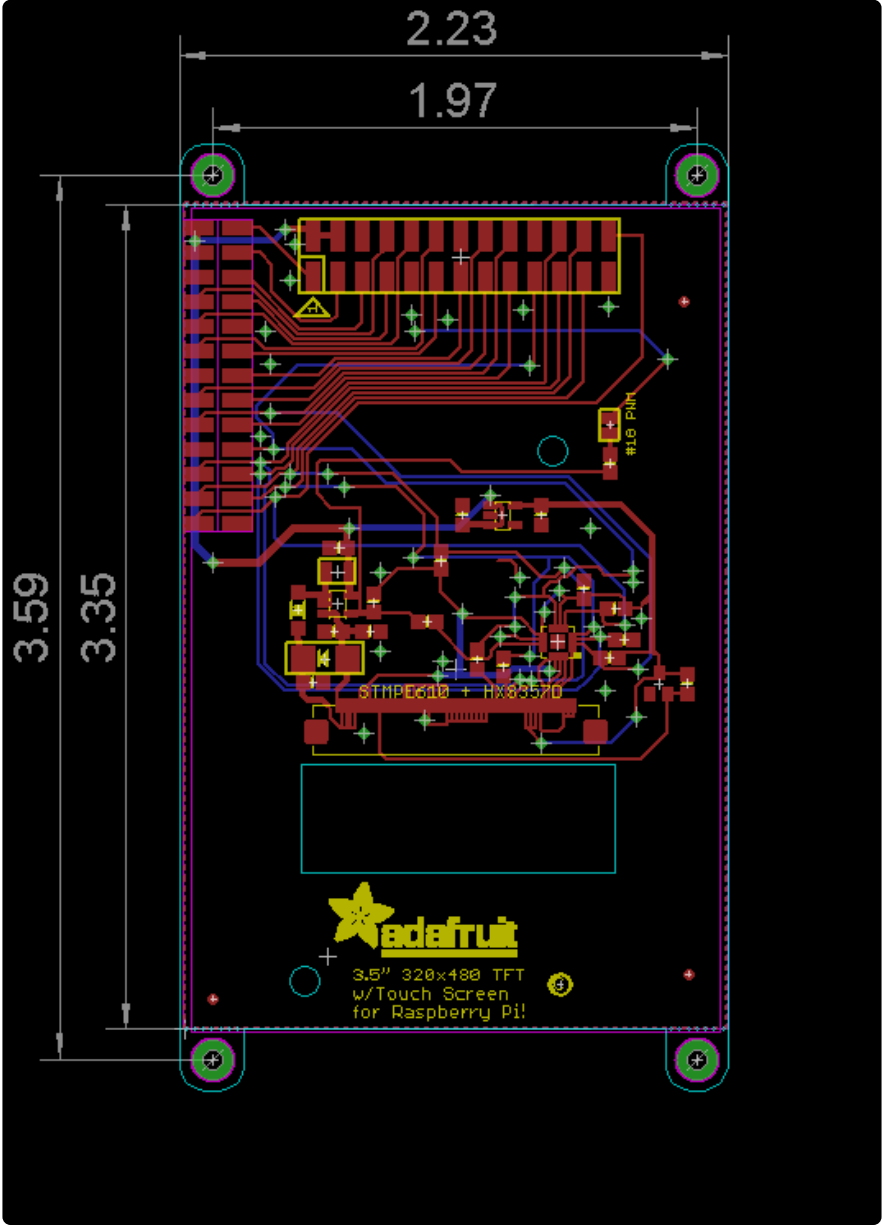 2.23
1.97
3.59
3.35
#18 PWM
STMPE610 + HX8357D
adafruit
3.5" 320x480 TFT
w/Touch Screen
for Raspberry Pi!